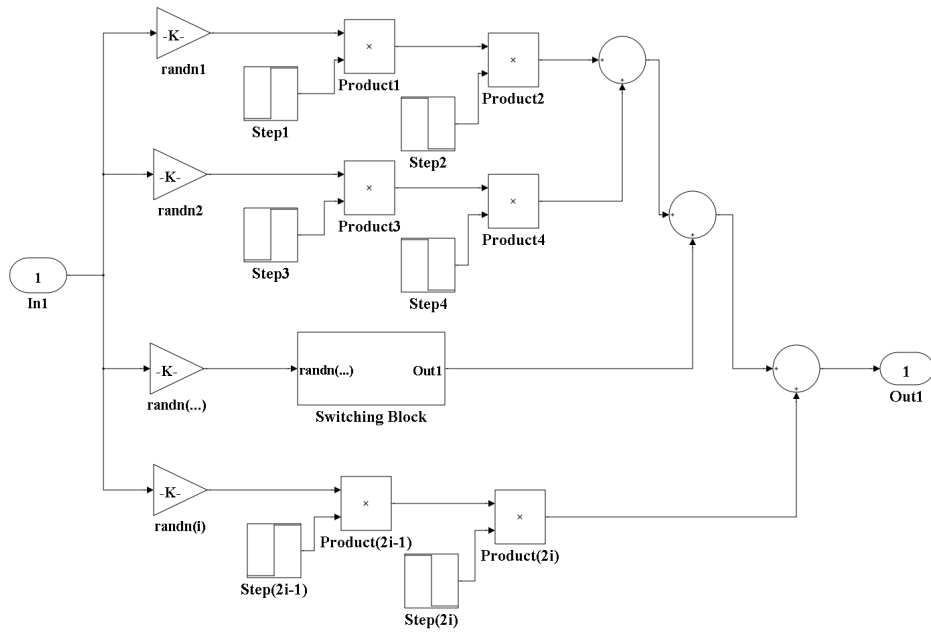 -K-
randn1
×
Product1
Step1
×
Product2
Step2
+
+
-K-
randn2
×
Product3
Step3
×
Product4
Step4
+
+
1
In1
-K-
randn(...)
randn(...) Out1
Switching Block
+
+
1
Out1
-K-
randn(i)
×
Product(2i-1)
Step(2i-1)
×
Product(2i)
Step(2i)